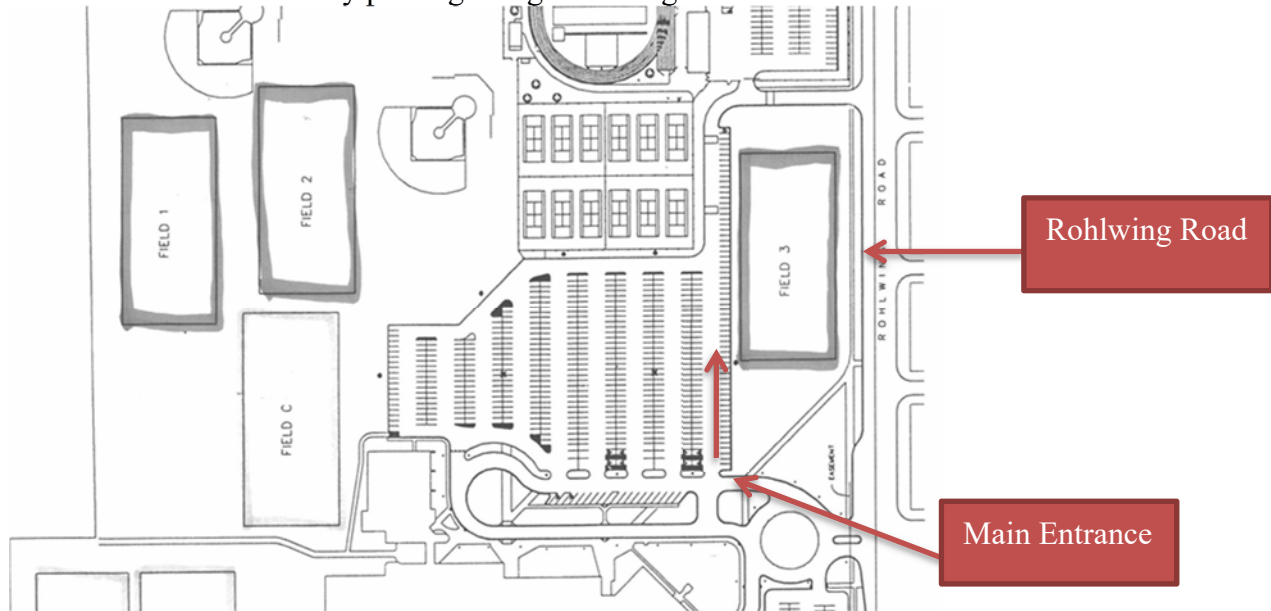 FIELD 1
FIELD 2
FIELD 3
FIELD C
ROHLWING ROAD
Rohlwing Road
EASEMENT
Main Entrance